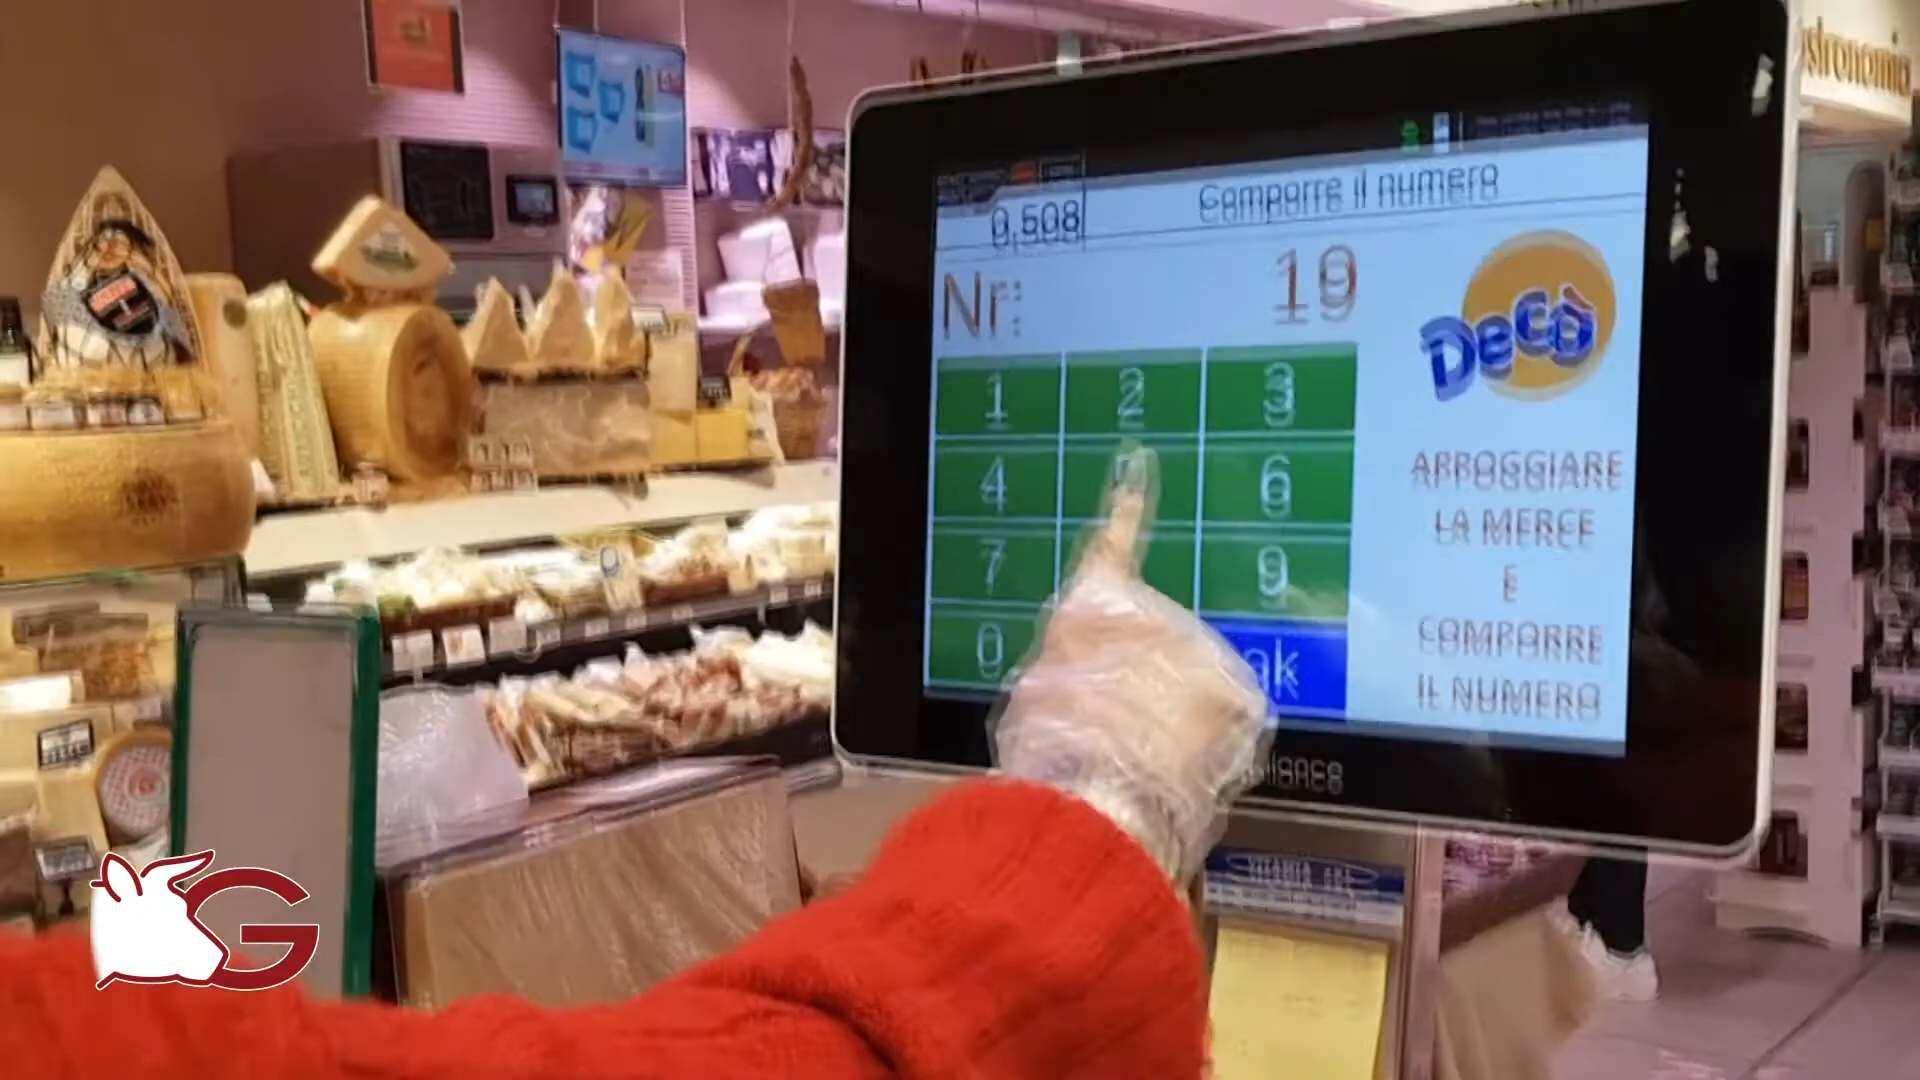 stronomia
Comporre il numero
0,508
Nr: 19
Decò
1 2 3
4 6
7 9
0 ok
APPOGGIARE
LA MERCE
E
COMPORRE
IL NUMERO
G